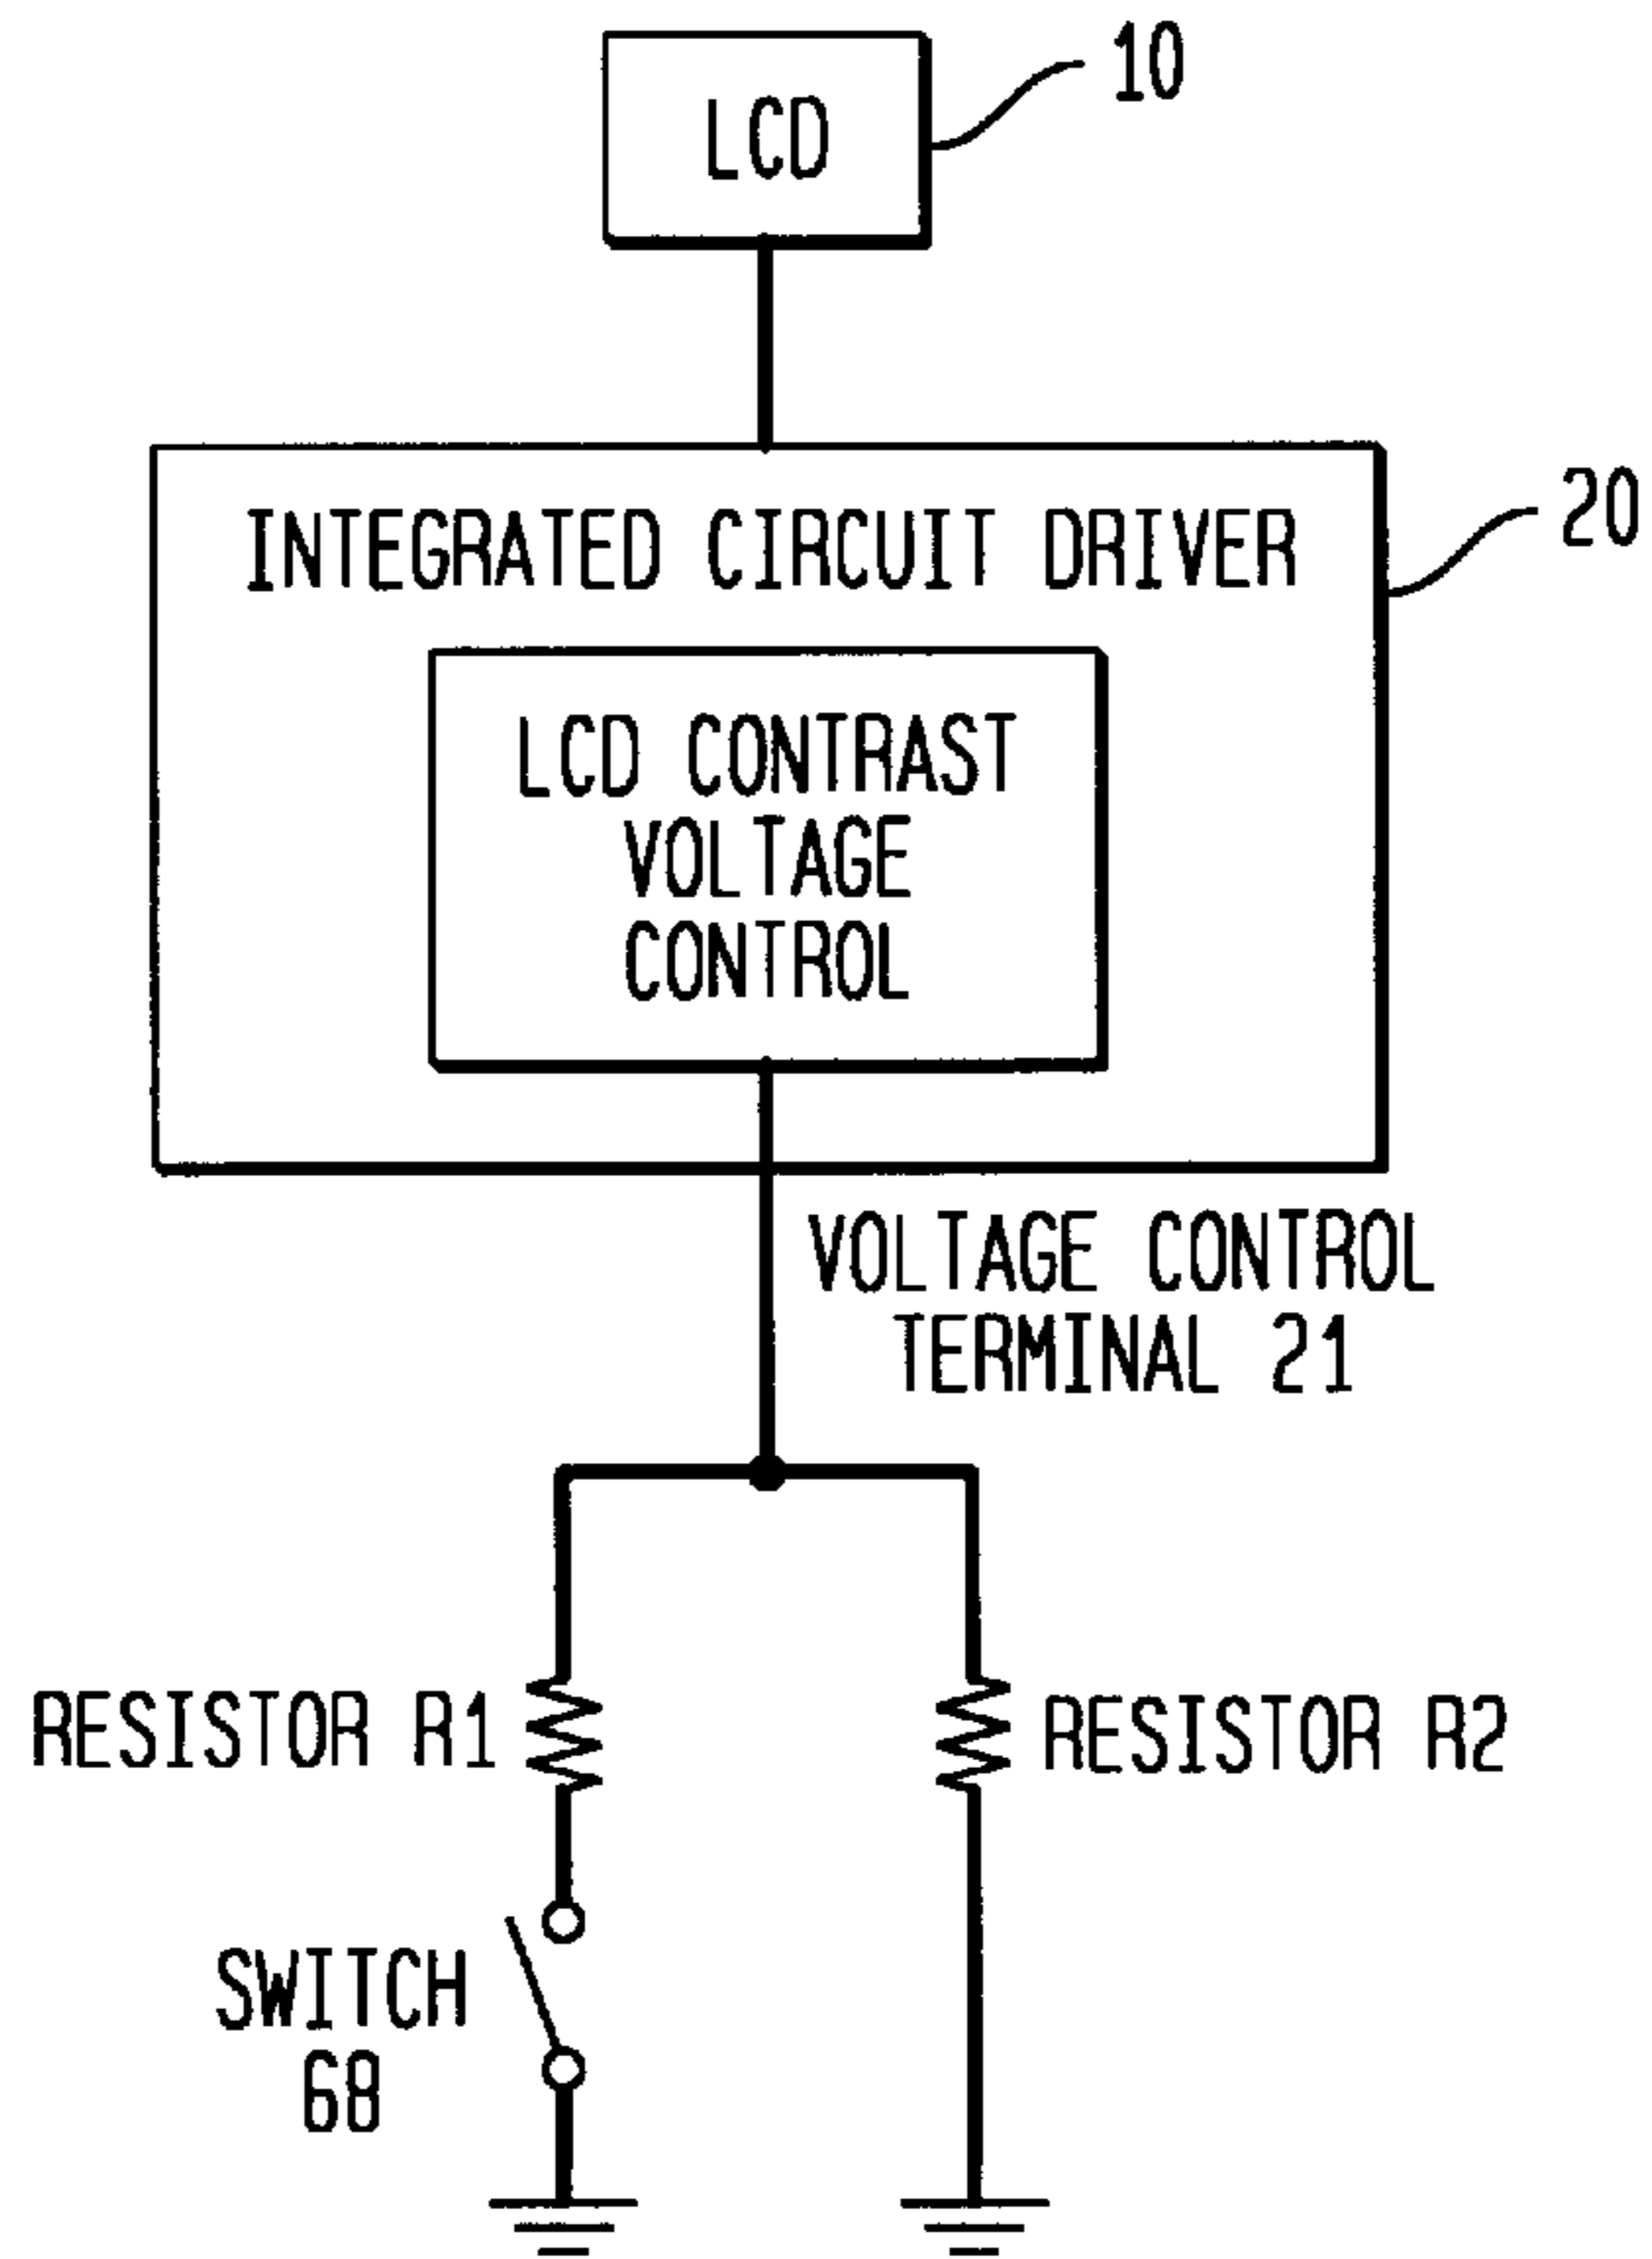 LCD
10
INTEGRATED CIRCUIT DRIVER
20
LCD CONTRAST
VOLTAGE
CONTROL
VOLTAGE CONTROL
TERMINAL 21
RESISTOR R1
RESISTOR R2
SWITCH
68